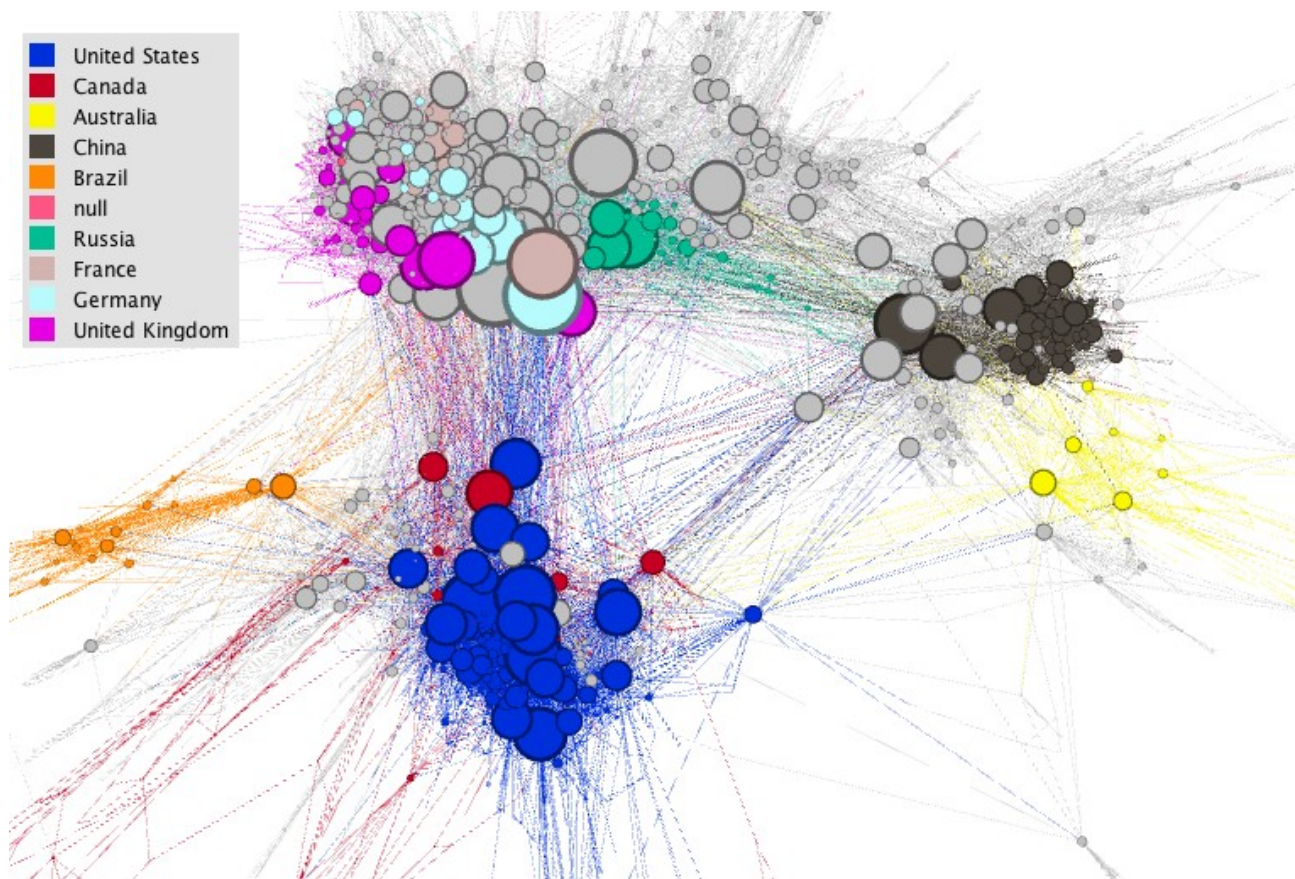 United States
Canada
Australia
China
Brazil
null
Russia
France
Germany
United Kingdom